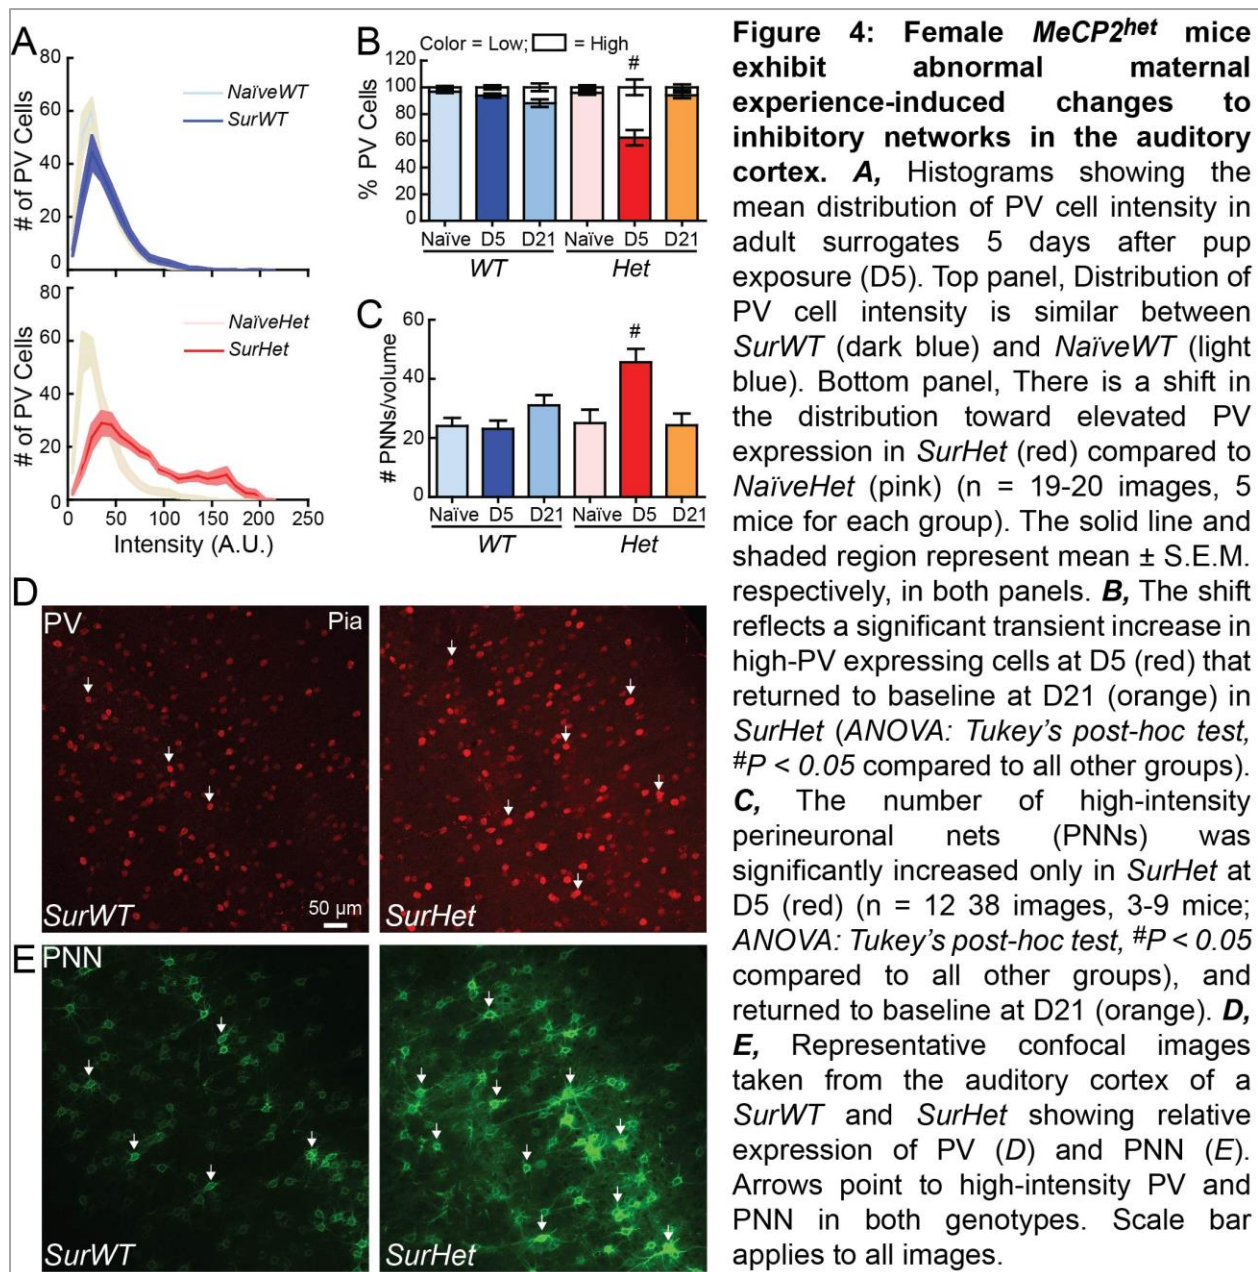 A
80
60
40
20
0
# of PV Cells
NaïveWT
SurWT
80
60
40
20
0
# of PV Cells
NaïveHet
SurHet
0 50 100 150 200 250
Intensity (A.U.)
B
Color = Low; = High
#
120
100
80
60
40
20
0
20
40
60
80
100
% PV Cells
Naïve D5 D21 Naïve D5 D21
WT Het
C
#
60
40
20
0
# PNNs/volume
Naïve D5 D21 Naïve D5 D21
WT Het
D
PV Pia
SurWT 50 µm SurHet
E
PNN
SurWT SurHet
Figure 4: Female MeCP2het mice
exhibit abnormal maternal
experience-induced changes to
inhibitory networks in the auditory
cortex. A, Histograms showing the
mean distribution of PV cell intensity in
adult surrogates 5 days after pup
exposure (D5). Top panel, Distribution of
PV cell intensity is similar between
SurWT (dark blue) and NaïveWT (light
blue). Bottom panel, There is a shift in
the distribution toward elevated PV
expression in SurHet (red) compared to
NaïveHet (pink) (n = 19-20 images, 5
mice for each group). The solid line and
shaded region represent mean ± S.E.M.
respectively, in both panels. B, The shift
reflects a significant transient increase in
high-PV expressing cells at D5 (red) that
returned to baseline at D21 (orange) in
SurHet (ANOVA: Tukey's post-hoc test,
#P < 0.05 compared to all other groups).
C, The number of high-intensity
perineuronal nets (PNNs) was
significantly increased only in SurHet at
D5 (red) (n = 12 38 images, 3-9 mice;
ANOVA: Tukey's post-hoc test, #P < 0.05
compared to all other groups), and
returned to baseline at D21 (orange). D,
E, Representative confocal images
taken from the auditory cortex of a
SurWT and SurHet showing relative
expression of PV (D) and PNN (E).
Arrows point to high-intensity PV and
PNN in both genotypes. Scale bar
applies to all images.